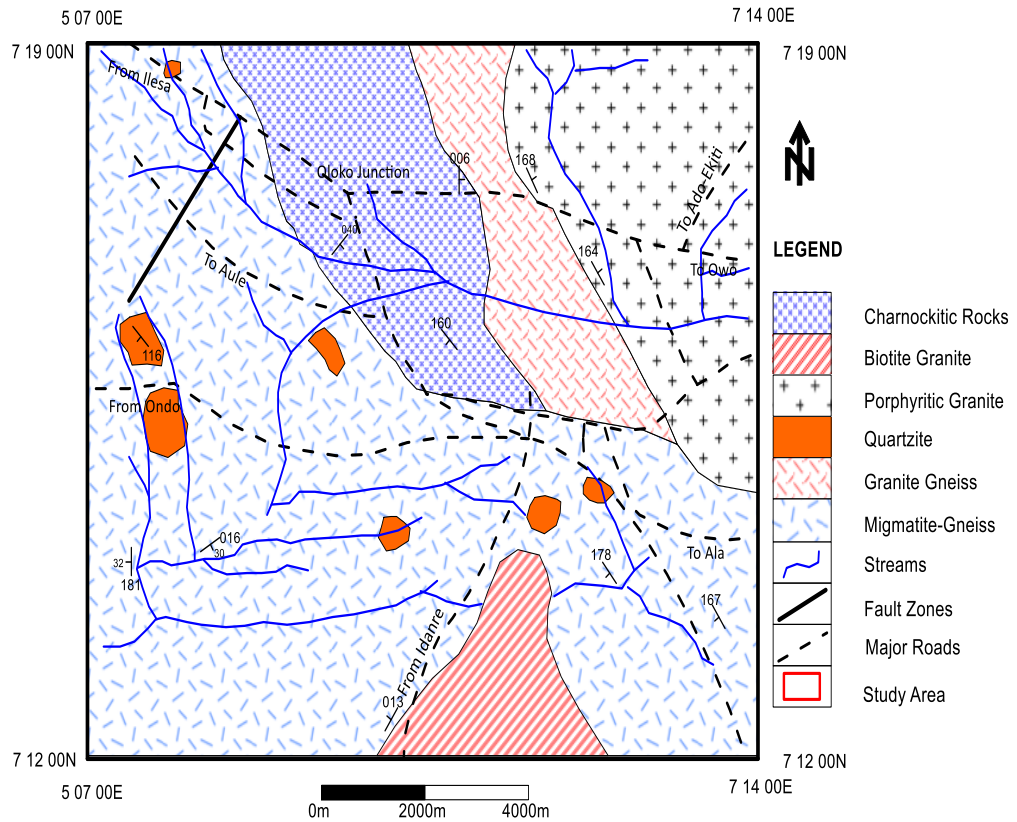 5 07 00E
7 14 00E
7 19 00N
7 19 00N
From Ilesa
Oloko Junction
006
168
To Ado-Ekiti
N
040
164
To Owo
To Aule
LEGEND
160
116
Charnockitic Rocks
Biotite Granite
Porphyritic Granite
From Ondo
Quartzite
Granite Gneiss
Migmatite-Gneiss
016
30
32
181
178
To Ala
Streams
167
Fault Zones
From Idanre
Major Roads
013
Study Area
7 12 00N
7 12 00N
5 07 00E
7 14 00E
0m
2000m
4000m